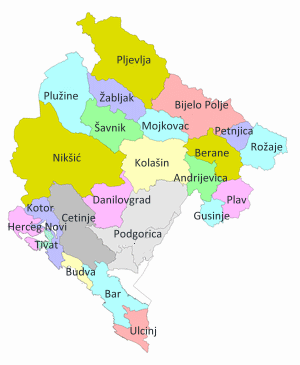 Pljevlja
Plužine
Žabljak
Bijelo Polje
Šavnik
Mojkovac
Petnjica
Rožaje
Berane
Nikšić
Kolašin
Andrijevica
Danilovgrad
Plav
Kotor
Cetinje
Gusinje
Herceg Novi
Podgorica
Tivat
Budva
Bar
Ulcinj